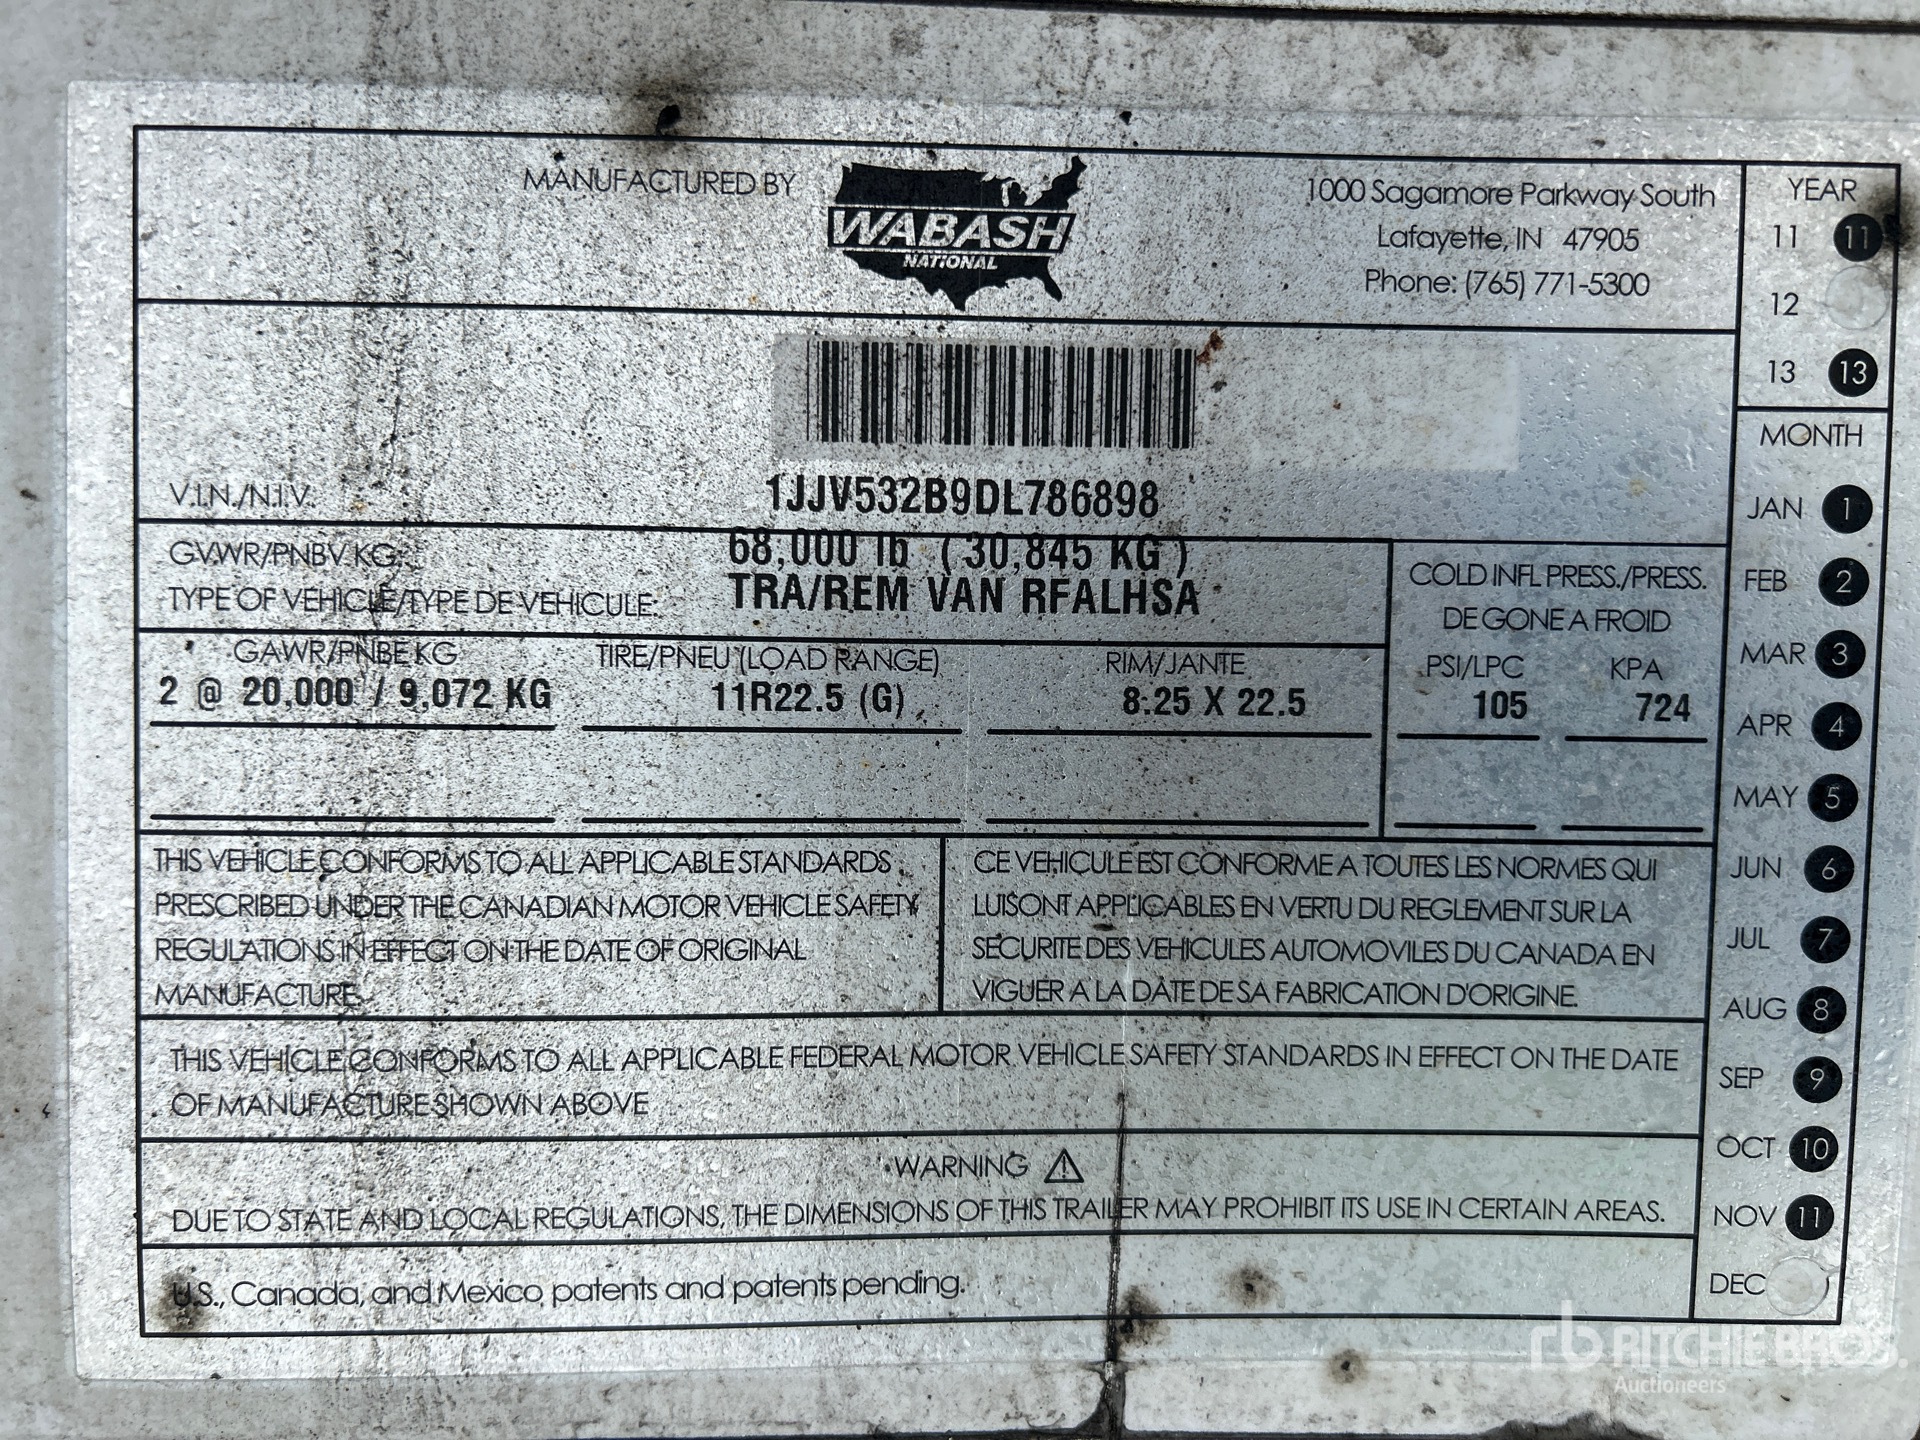 MANUFACTURED BY
WABASH
NATIONAL
1000 Sagamore Parkway South
Lafayette, IN 47905
Phone: (765) 771-5300
YEAR
11 11
12
13 13
V.I.N./N.I.V.
1JJV532B9DL786898
GVWR/PNBV KG: 68,000 lb ( 30,845 KG )
TYPE OF VEHICLE/TYPE DE VEHICULE: TRA/REM VAN RFALHSA
COLD INFL PRESS./PRESS.
DE GONE A FROID
GAWR/PNBE KG TIRE/PNEU (LOAD RANGE) RIM/JANTE PSI/LPC KPA
2 @ 20,000 / 9,072 KG 11R22.5 (G) 8.25 X 22.5 105 724
MONTH
JAN 1
FEB 2
MAR 3
APR 4
MAY 5
JUN 6
JUL 7
AUG 8
SEP 9
OCT 10
NOV 11
DEC
THIS VEHICLE CONFORMS TO ALL APPLICABLE STANDARDS
PRESCRIBED UNDER THE CANADIAN MOTOR VEHICLE SAFETY
REGULATIONS IN EFFECT ON THE DATE OF ORIGINAL
MANUFACTURE
CE VEHICULE EST CONFORME A TOUTES LES NORMES QUI
LUISONT APPLICABLES EN VERTU DU REGLEMENT SUR LA
SECURITE DES VEHICULES AUTOMOVILES DU CANADA EN
VIGUER A LA DATE DE SA FABRICATION D'ORIGINE.
THIS VEHICLE CONFORMS TO ALL APPLICABLE FEDERAL MOTOR VEHICLE SAFETY STANDARDS IN EFFECT ON THE DATE
OF MANUFACTURE SHOWN ABOVE
WARNING
DUE TO STATE AND LOCAL REGULATIONS, THE DIMENSIONS OF THIS TRAILER MAY PROHIBIT ITS USE IN CERTAIN AREAS.
U.S., Canada, and Mexico patents and patents pending.
rb RITCHIE BROS.
Auctioneers